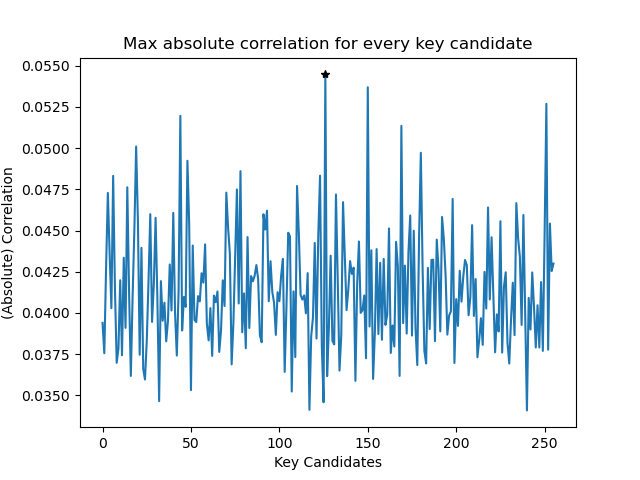 Max absolute correlation for every key candidate
0.0550
0.0525
0.0500
0.0475
0.0450
0.0425
0.0400
0.0375
0.0350
(Absolute) Correlation
0 50 100 150 200 250
Key Candidates